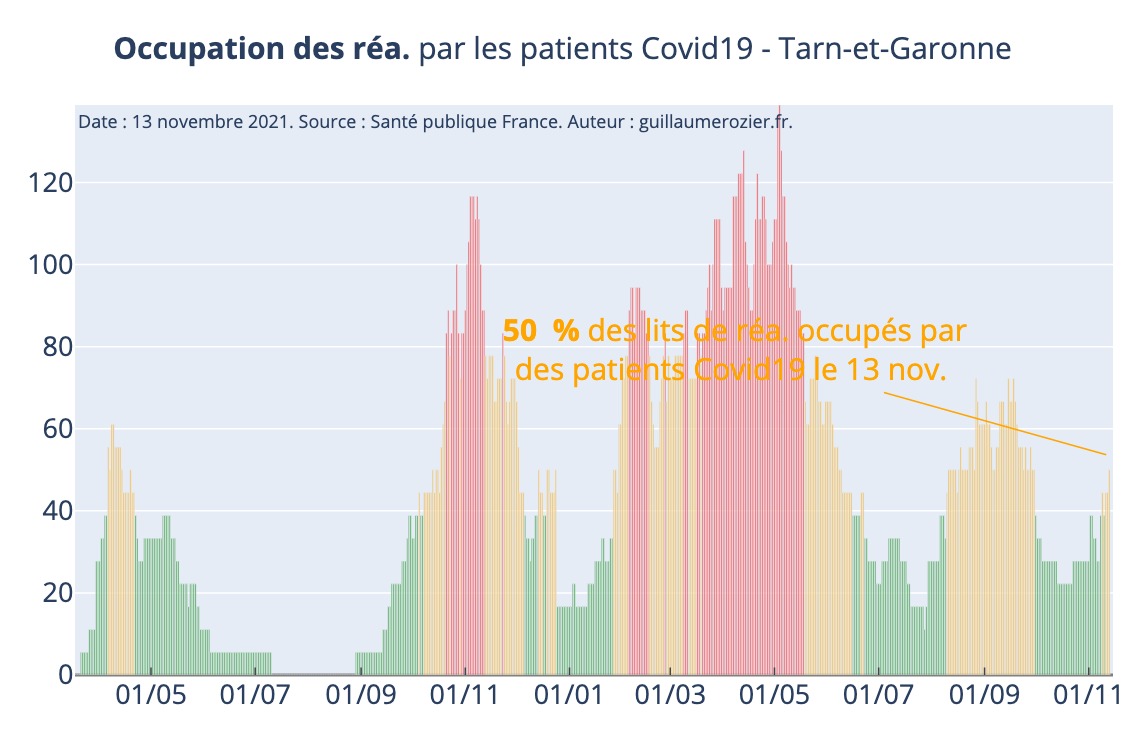 Occupation des réa. par les patients Covid19 - Tarn-et-Garonne
Date : 13 novembre 2021. Source : Santé publique France. Auteur : guillaumerozier.fr.
120
100
80
60
40
20
0
50 % des lits de réa. occupés par
des patients Covid19 le 13 nov.
01/05 01/07 01/09 01/11 01/01 01/03 01/05 01/07 01/09 01/11